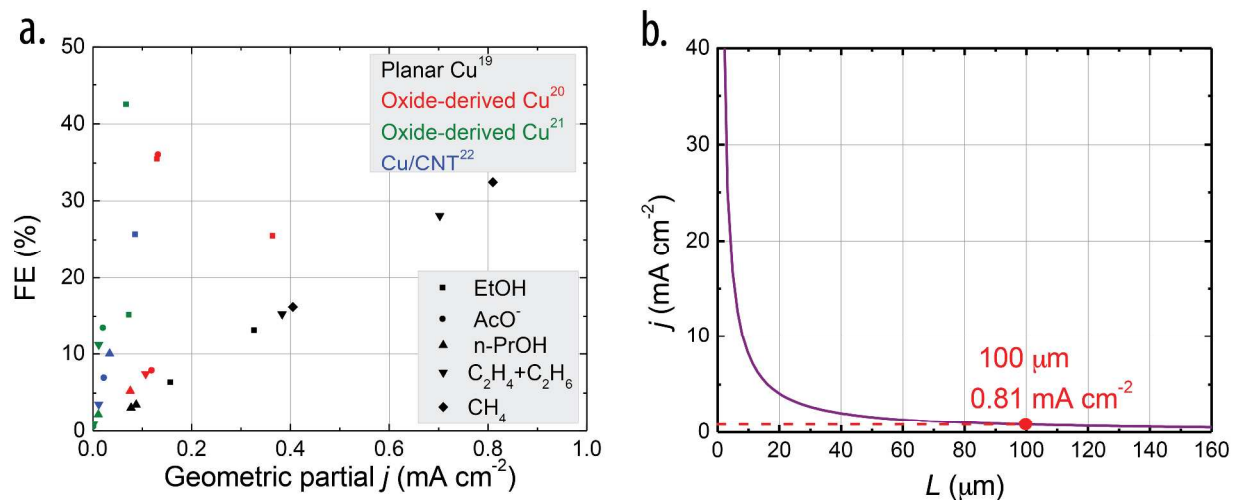 a.
50
40
30
20
10
0
FE (%)
0.0
0.2
0.4
0.6
0.8
1.0
Geometric partial j (mA cm⁻²)
Planar Cu¹⁹
Oxide-derived Cu²⁰
Oxide-derived Cu²¹
Cu/CNT²²
EtOH
AcO⁻
n-PrOH
C₂H₄+C₂H₆
CH₄
b.
40
30
20
10
0
j (mA cm⁻²)
100 µm
0.81 mA cm⁻²
0
20
40
60
80
100
120
140
160
L (µm)